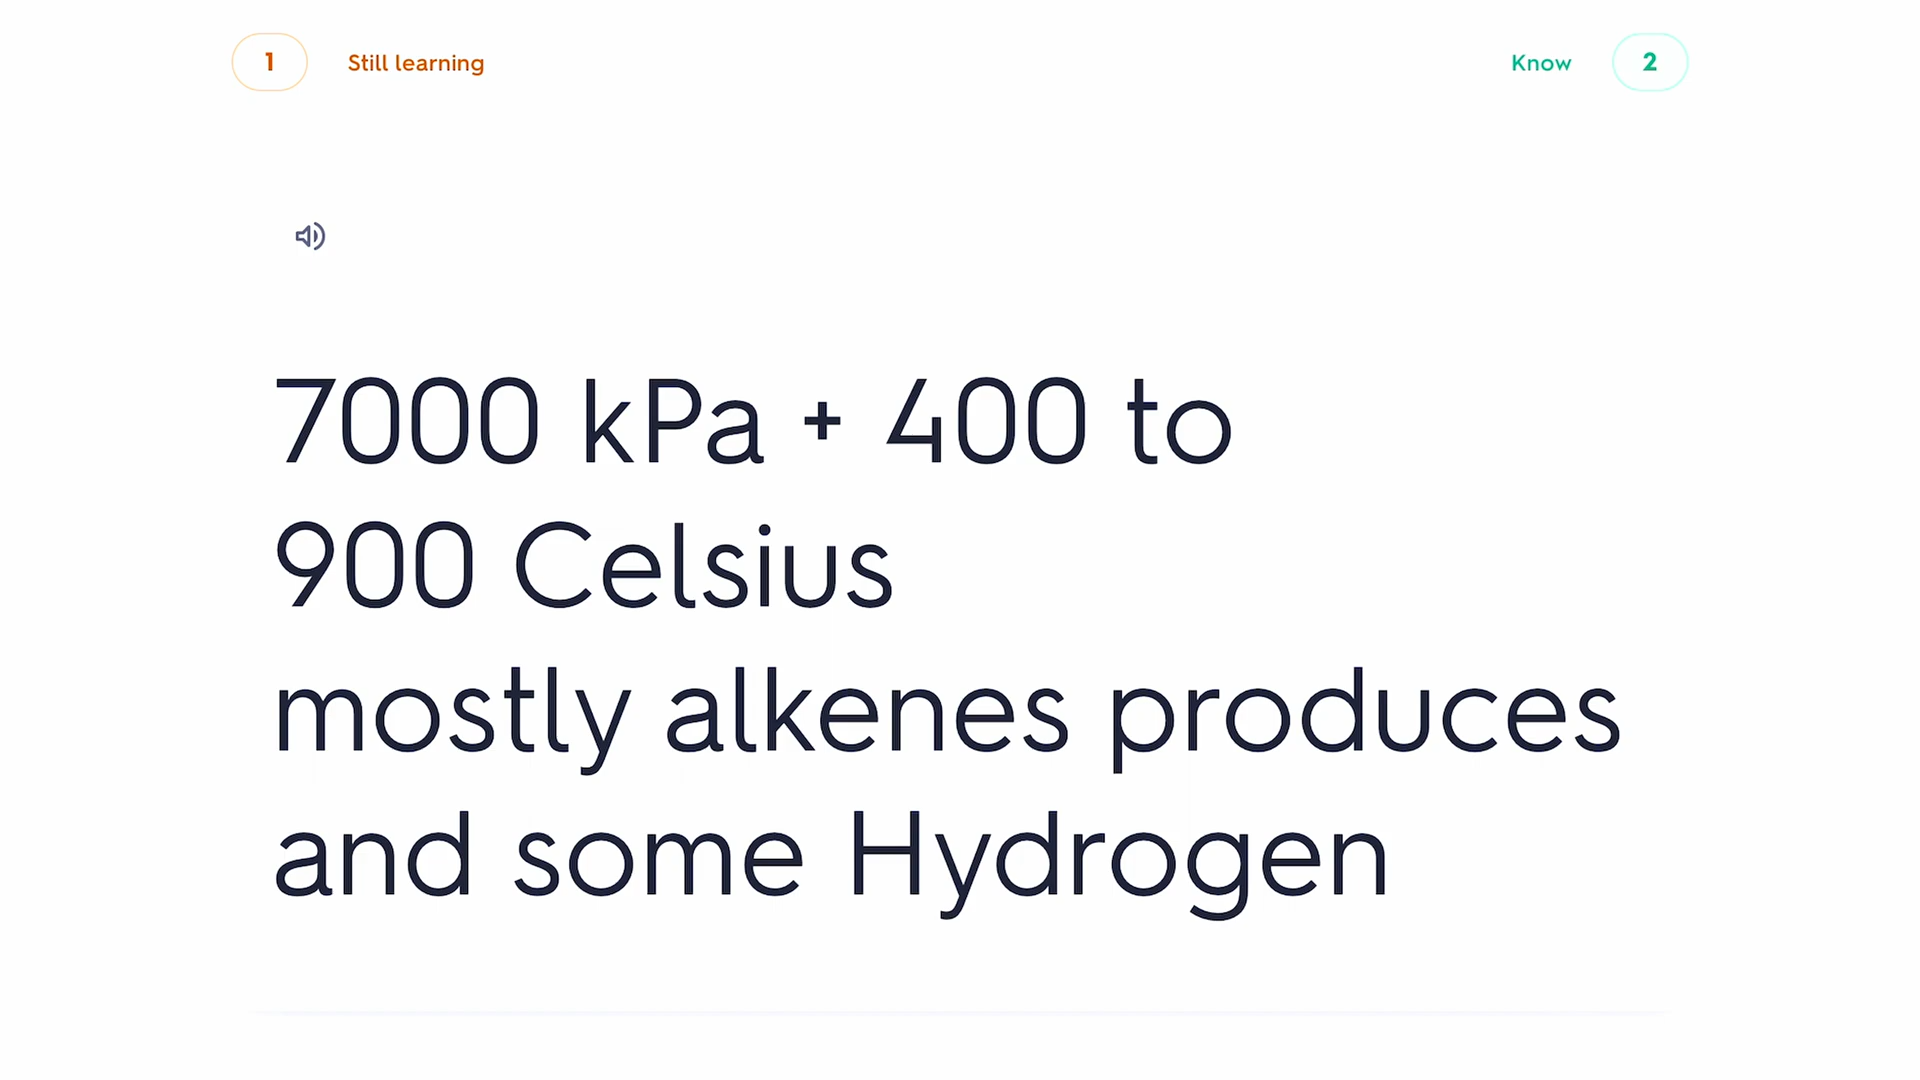 1 Still learning Know 2
7000 kPa + 400 to
900 Celsius
mostly alkenes produces
and some Hydrogen